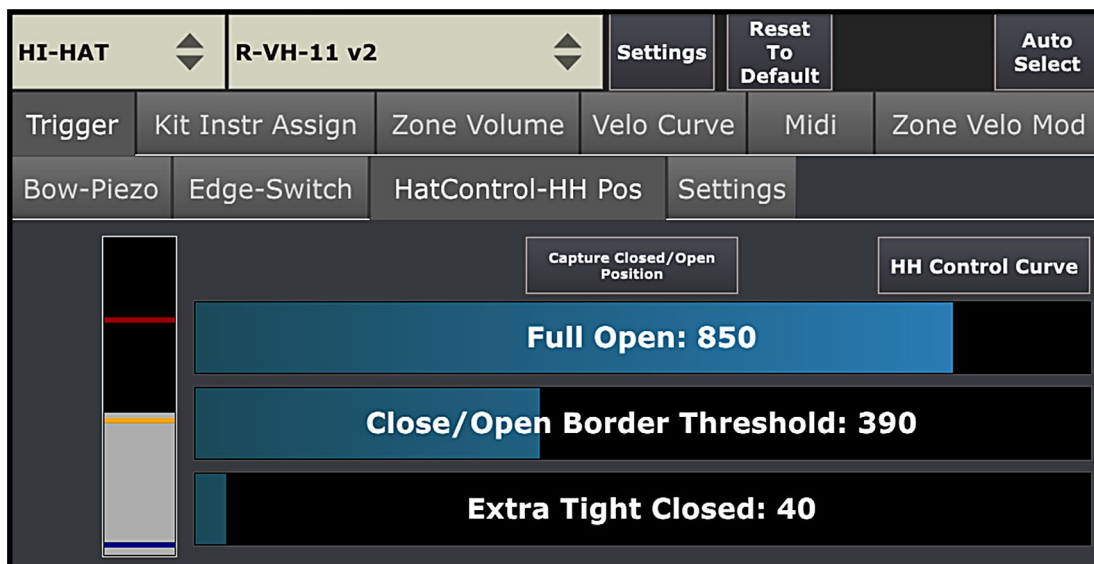 HI-HAT
R-VH-11 v2
Settings
Reset
To
Default
Auto
Select
Trigger
Kit Instr Assign
Zone Volume
Velo Curve
Midi
Zone Velo Mod
Bow-Piezo
Edge-Switch
HatControl-HH Pos
Settings
Capture Closed/Open
Position
HH Control Curve
Full Open: 850
Close/Open Border Threshold: 390
Extra Tight Closed: 40